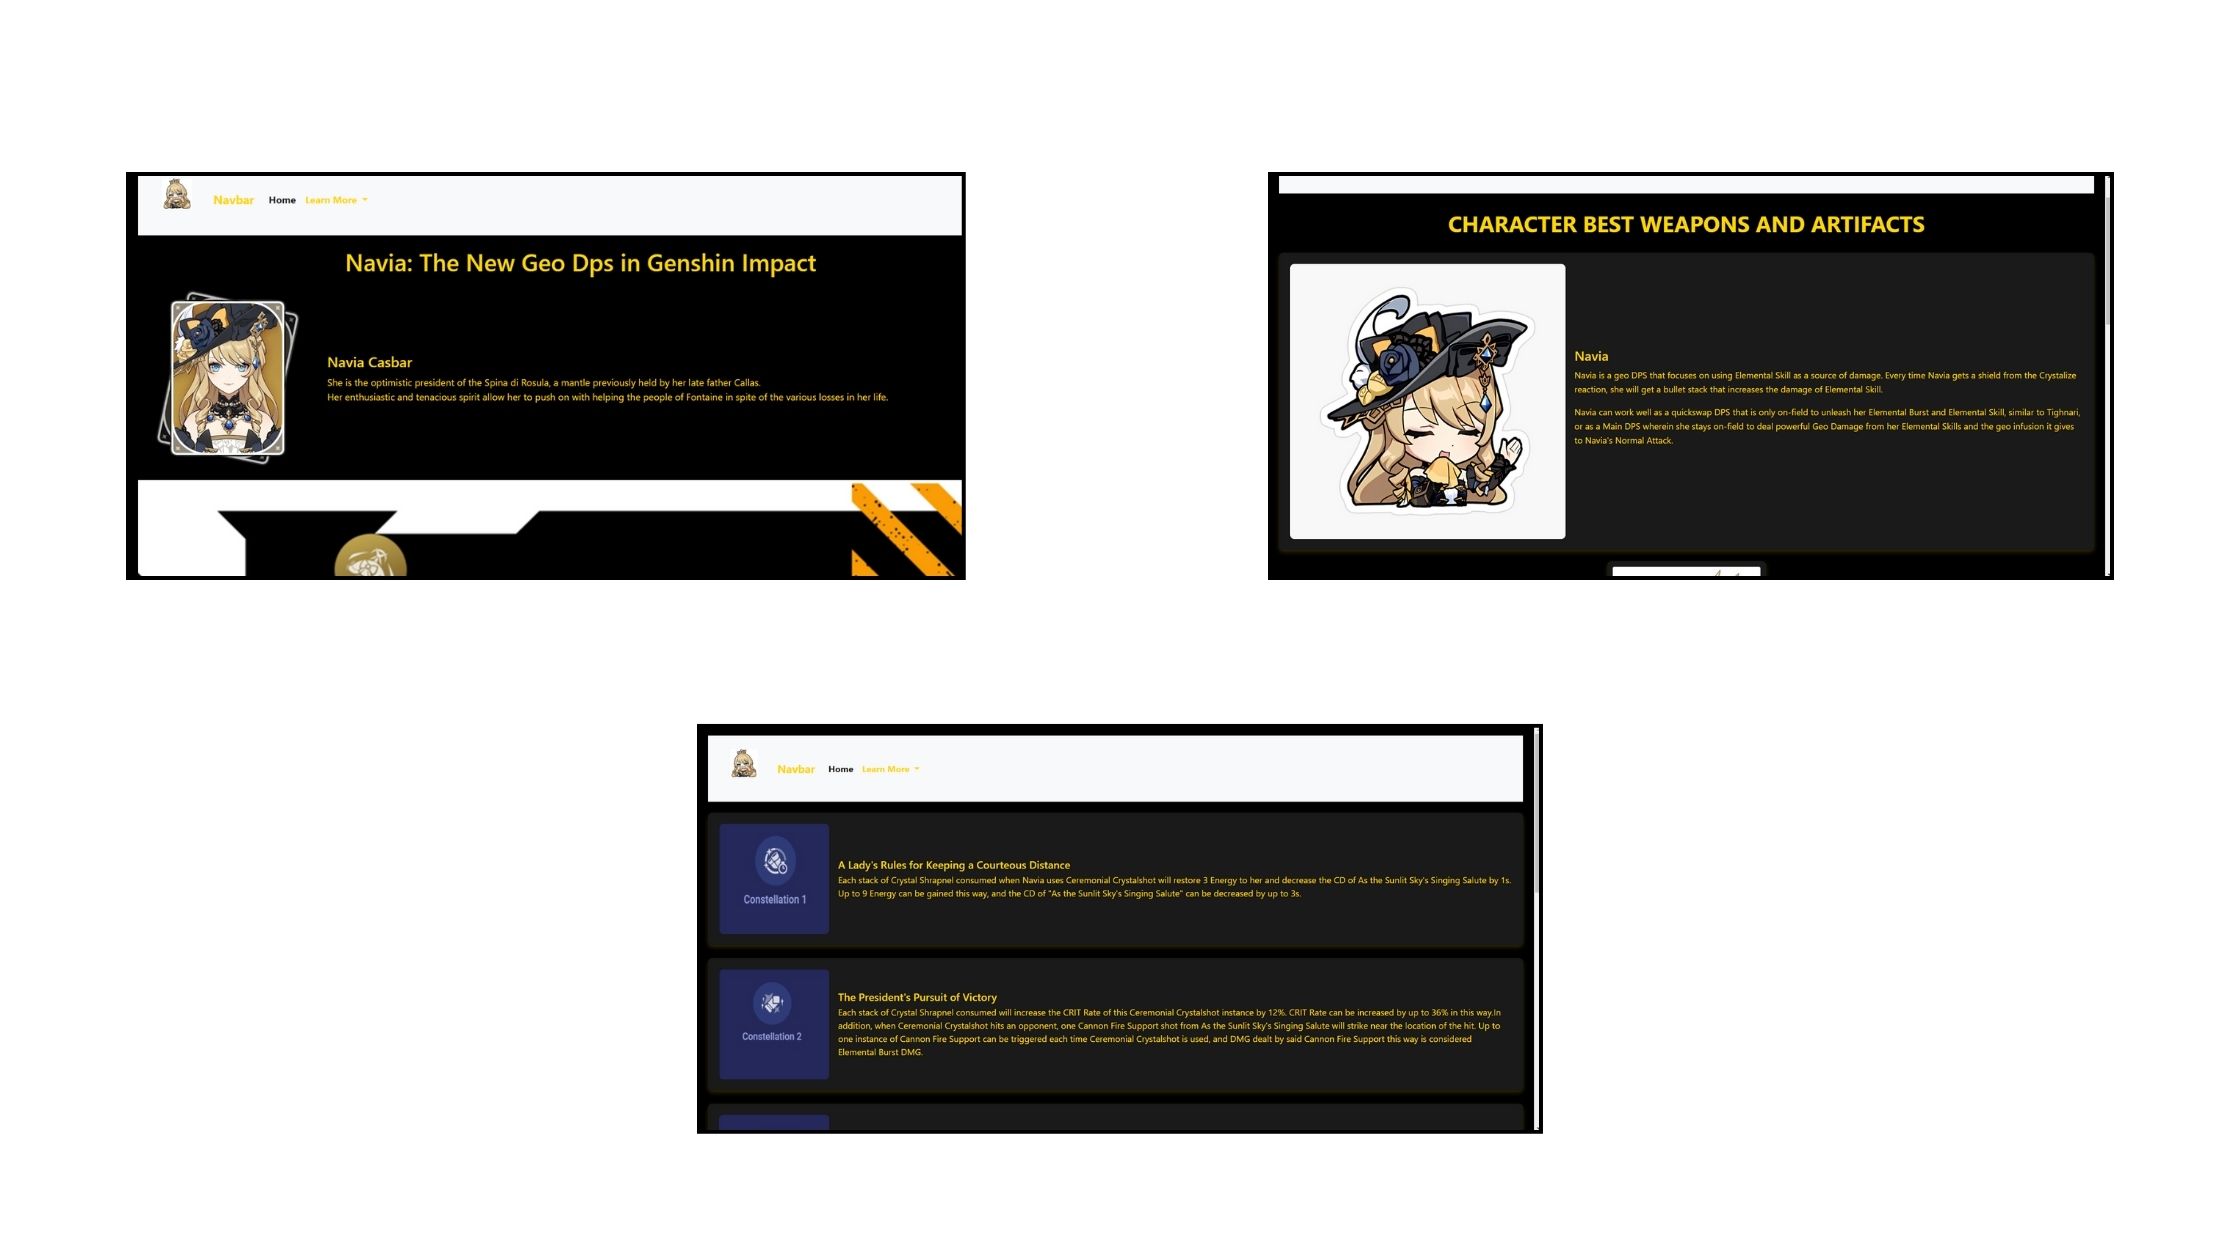 Navbar Home Learn More
Navia: The New Geo Dps in Genshin Impact
Navia Casbar
She is the optimistic president of the Spina di Rosula, a mantle previously held by her late father Callas.
Her enthusiastic and tenacious spirit allow her to push on with helping the people of Fontaine in spite of the various losses in her life.
CHARACTER BEST WEAPONS AND ARTIFACTS
Navia
Navia is a geo DPS that focuses on using Elemental Skill as a source of damage. Every time Navia gets a shield from the Crystalize
reaction, she will get a bullet stack that increases the damage of Elemental Skill.
Navia can work well as a quickswap DPS that is only on-field to unleash her Elemental Burst and Elemental Skill, similar to Tighnari,
or as a Main DPS wherein she stays on-field to deal powerful Geo Damage from her Elemental Skills and the geo infusion it gives
to Navia's Normal Attack.
Navbar Home Learn More
Constellation 1
A Lady's Rules for Keeping a Courteous Distance
Each stack of Crystal Shrapnel consumed when Navia uses Ceremonial Crystalshot will restore 3 Energy to her and decrease the CD of As the Sunlit Sky's Singing Salute by 1s.
Up to 9 Energy can be gained this way, and the CD of "As the Sunlit Sky's Singing Salute" can be decreased by up to 3s.
Constellation 2
The President's Pursuit of Victory
Each stack of Crystal Shrapnel consumed will increase the CRIT Rate of this Ceremonial Crystalshot instance by 12%. CRIT Rate can be increased by up to 36% in this way.In
addition, when Ceremonial Crystalshot hits an opponent, one Cannon Fire Support shot from As the Sunlit Sky's Singing Salute will strike near the location of the hit. Up to
one instance of Cannon Fire Support can be triggered each time Ceremonial Crystalshot is used, and DMG dealt by said Cannon Fire Support this way is considered
Elemental Burst DMG.